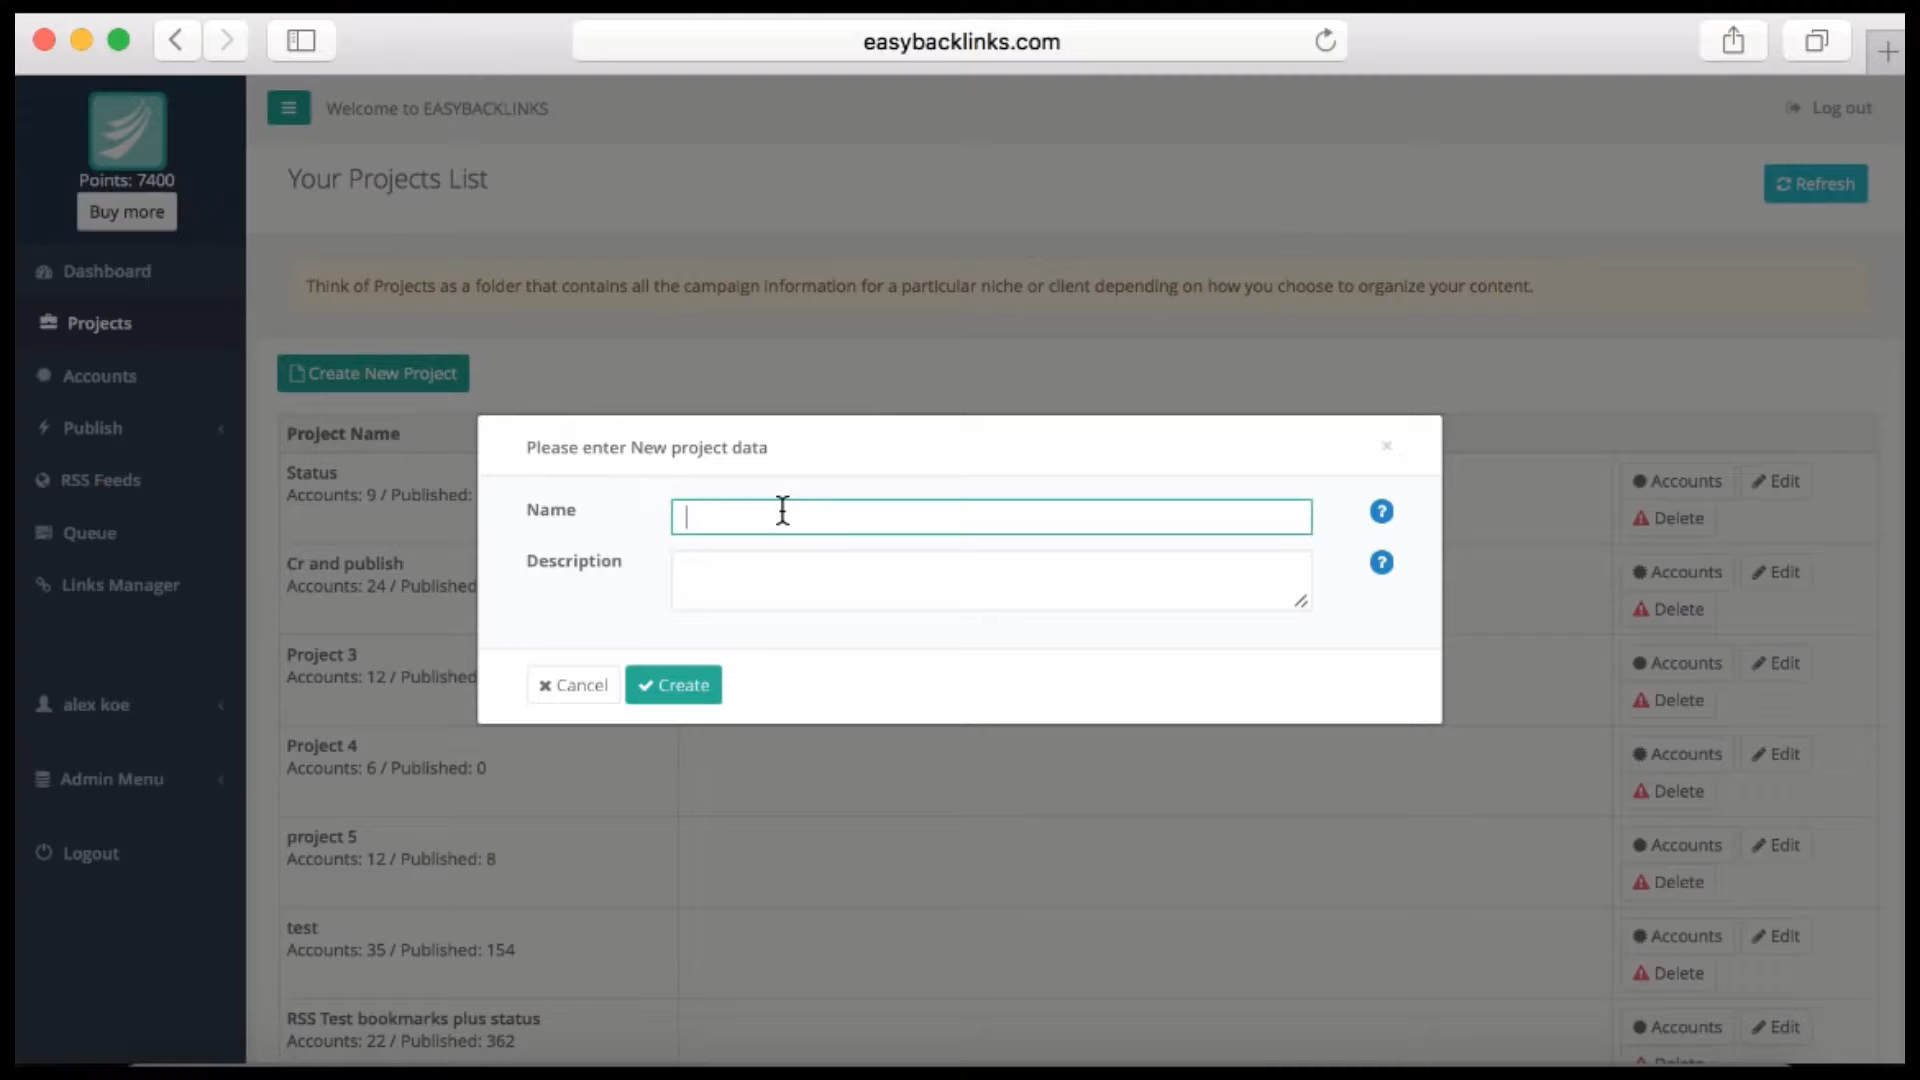 easybacklinks.com
Welcome to EASYBACKLINKS
Log out
Points: 7400
Buy more
Your Projects List
Refresh
Dashboard
Projects
Accounts
Publish
RSS Feeds
Queue
Links Manager
alex koe
Admin Menu
Logout
Think of Projects as a folder that contains all the campaign information for a particular niche or client depending on how you choose to organize your content.
Create New Project
Project Name
Please enter New project data
Name
Description
Cancel
Create
Status
Accounts: 9 / Published:
Accounts
Edit
Delete
Cr and publish
Accounts: 24 / Published
Accounts
Edit
Delete
Project 3
Accounts: 12 / Published
Accounts
Edit
Delete
Project 4
Accounts: 6 / Published: 0
Accounts
Edit
Delete
project 5
Accounts: 12 / Published: 8
Accounts
Edit
Delete
test
Accounts: 35 / Published: 154
Accounts
Edit
Delete
RSS Test bookmarks plus status
Accounts: 22 / Published: 362
Accounts
Edit